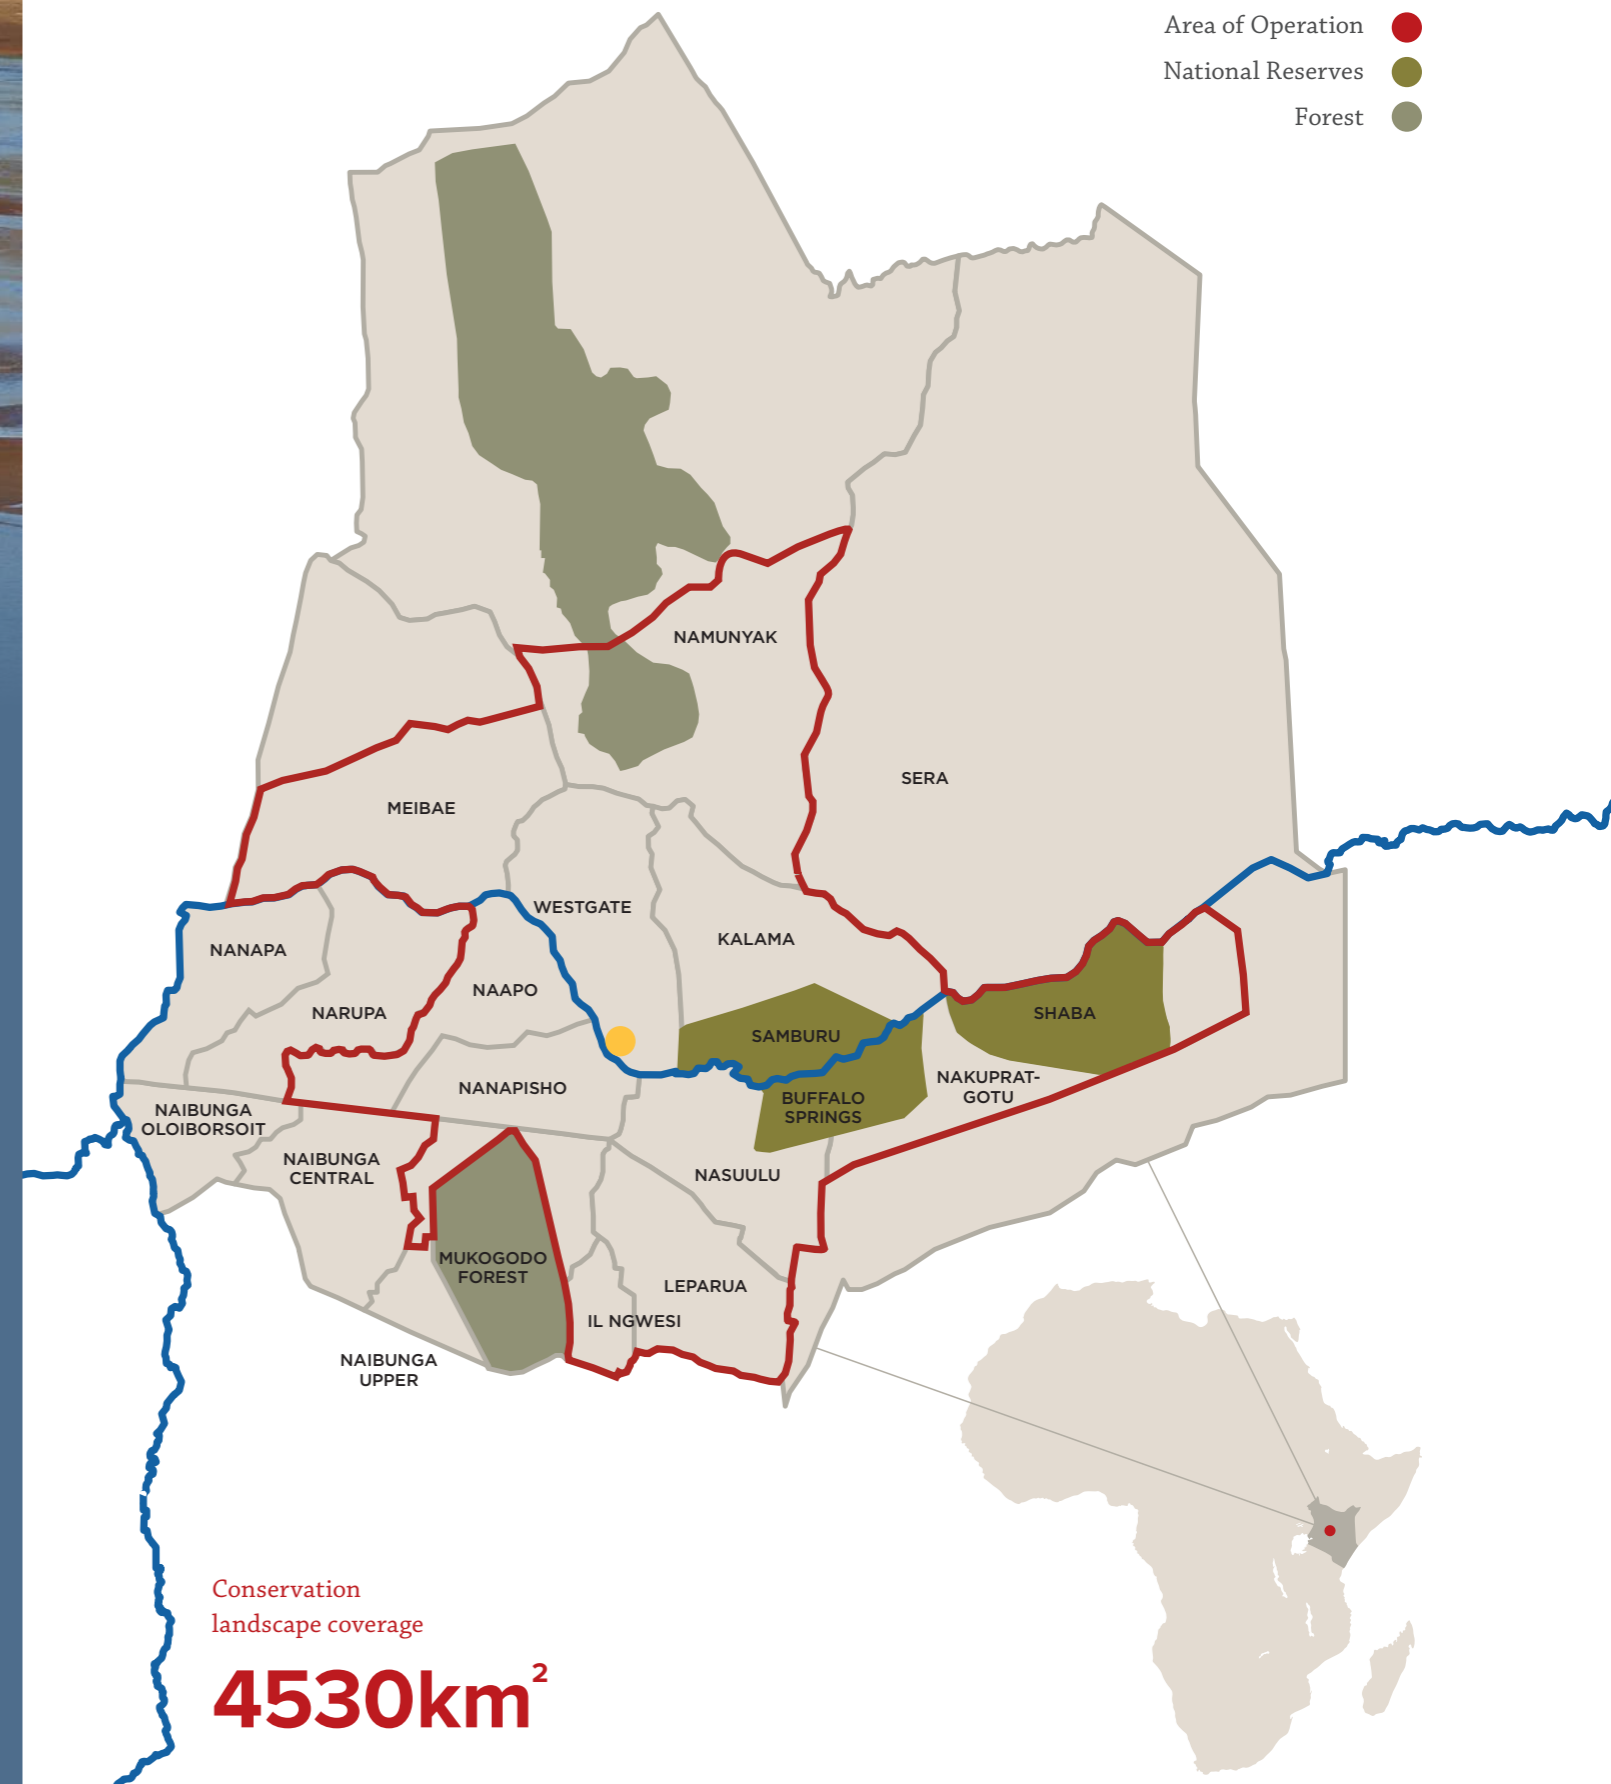 Area of Operation
National Reserves
Forest
NAMUNYAK
SERA
MEIBAE
WESTGATE
KALAMA
NANAPA
NAAPO
NARUPA
SHABA
SAMBURU
NANAPISHO
NAKUPRAT-
GOTU
BUFFALO
SPRINGS
NAIBUNGA
OLOIBORSOIT
NAIBUNGA
CENTRAL
NASUULU
MUKOGODO
FOREST
LEPARUA
IL NGWESI
NAIBUNGA
UPPER
Conservation
landscape coverage
4530km²